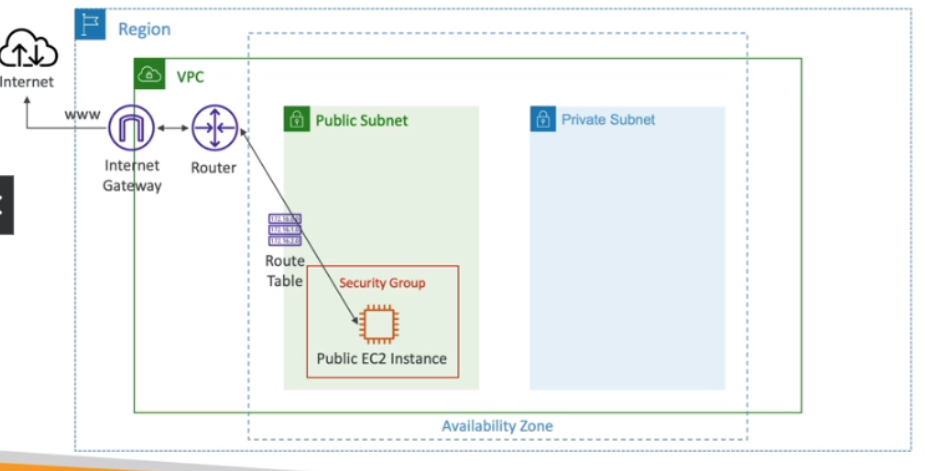 Region
Internet
VPC
www
Public Subnet
Private Subnet
Internet
Gateway
Router
Route
Table
Security Group
Public EC2 Instance
Availability Zone